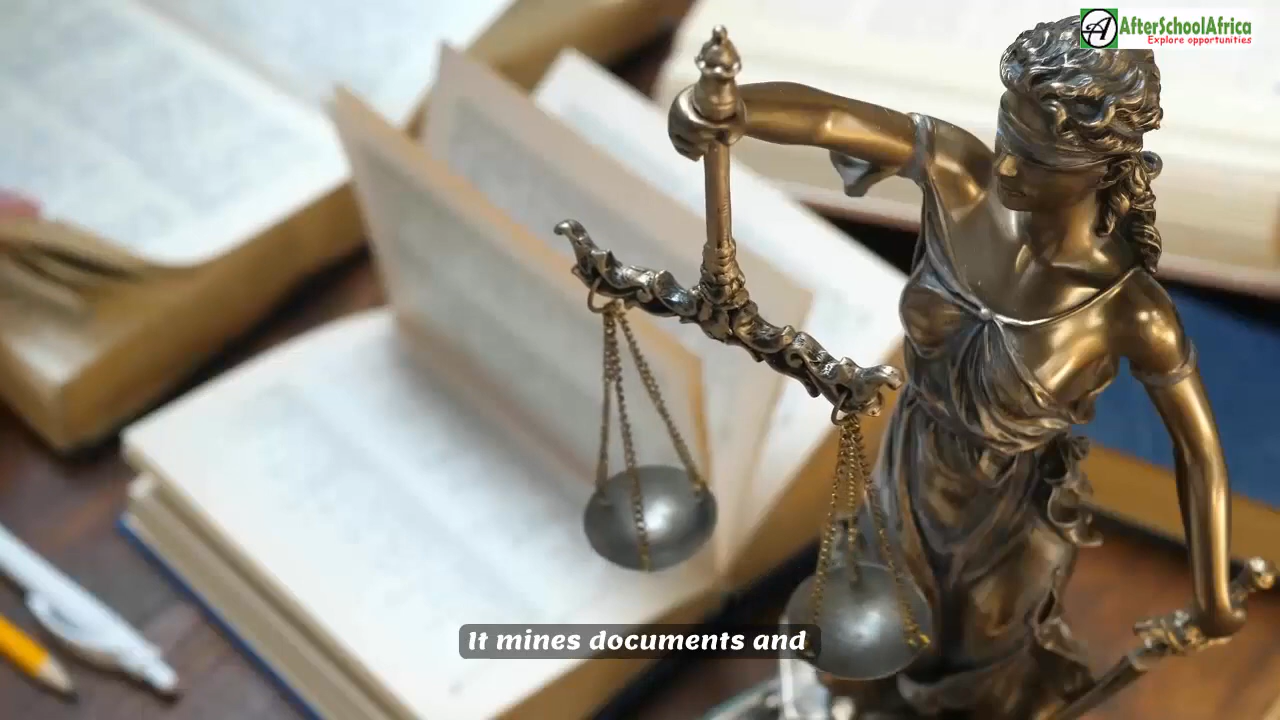 AfterSchoolAfrica
Explore opportunities
It mines documents and